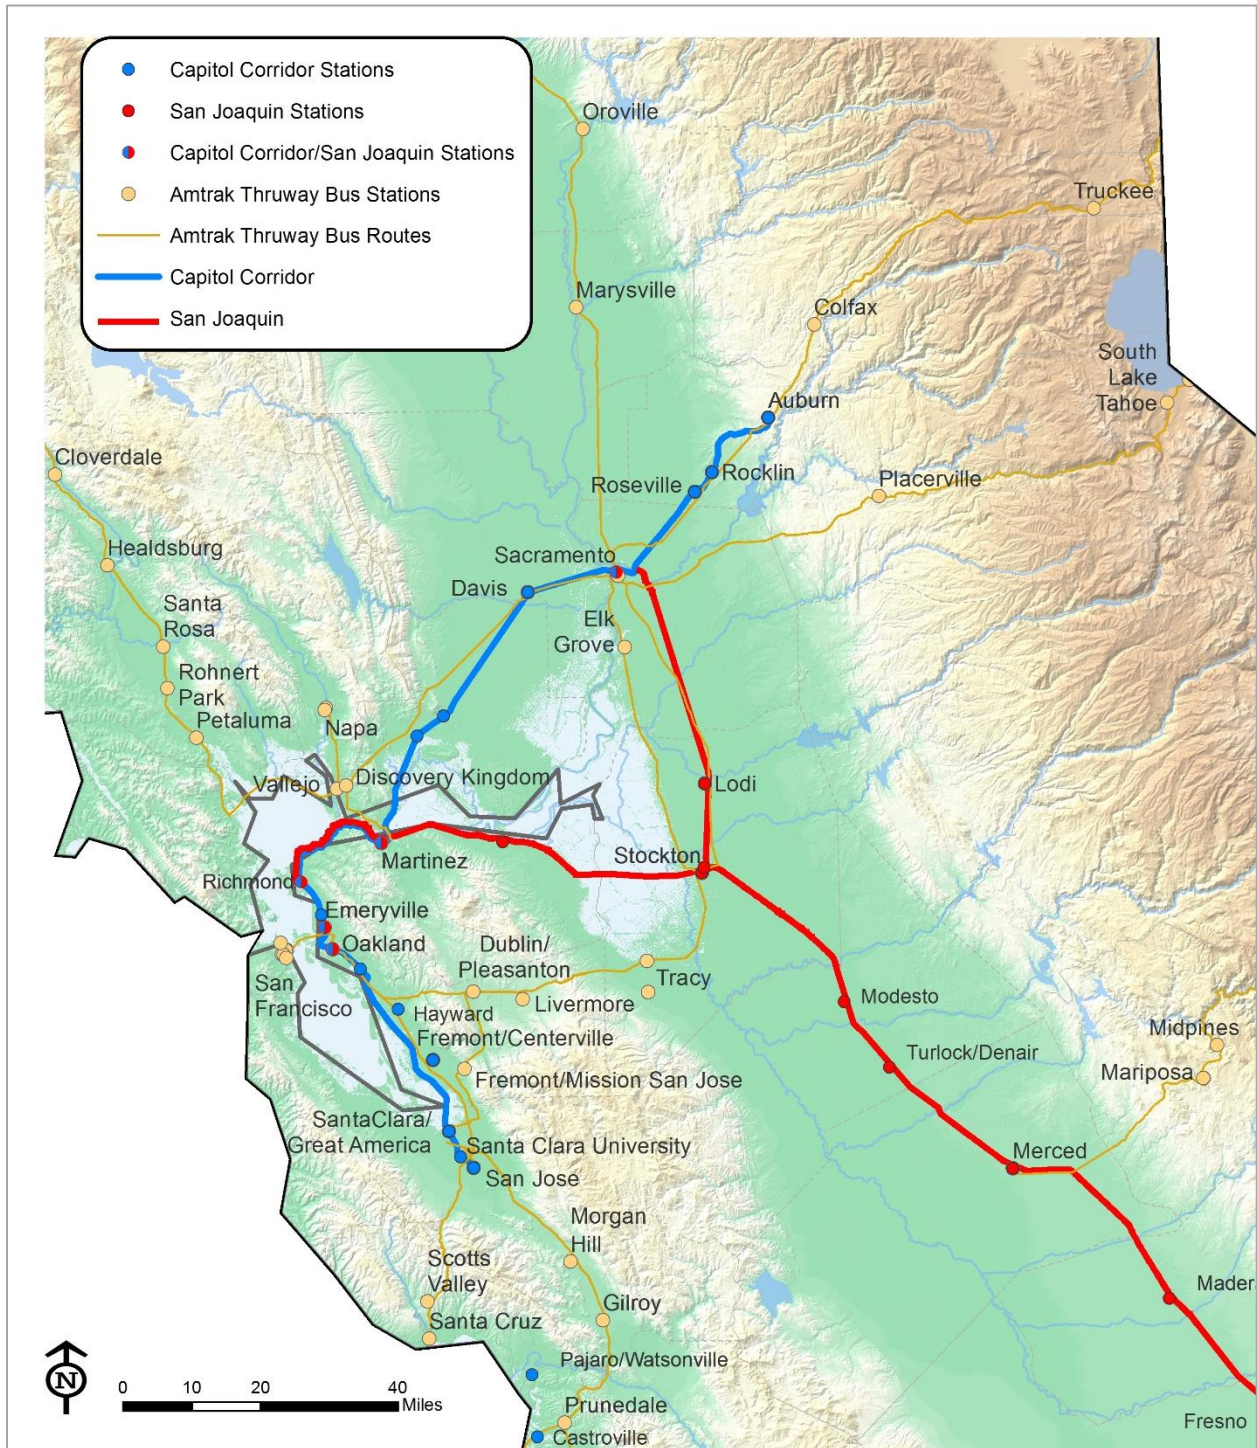 Capitol Corridor Stations
San Joaquin Stations
Capitol Corridor/San Joaquin Stations
Amtrak Thruway Bus Stations
Amtrak Thruway Bus Routes
Capitol Corridor
San Joaquin
Oroville
Truckee
Marysville
Colfax
South
Lake
Tahoe
Auburn
Cloverdale
Rocklin
Roseville
Placerville
Healdsburg
Sacramento
Davis
Santa
Rosa
Elk
Grove
Rohnert
Park
Petaluma
Napa
Vallejo
Discovery Kingdom
Lodi
Martinez
Stockton
Richmond
Emeryville
Oakland
Dublin/
Pleasanton
San
Francisco
Tracy
Livermore
Modesto
Hayward
Fremont/Centerville
Midpines
Turlock/Denair
Mariposa
Fremont/Mission San Jose
SantaClara/
Great America
Santa Clara University
San Jose
Merced
Morgan
Hill
Scotts
Valley
Mader
Gilroy
Santa Cruz
Pajaro/Watsonville
N
0 10 20 40
Miles
Prunedale
Castroville
Fresno